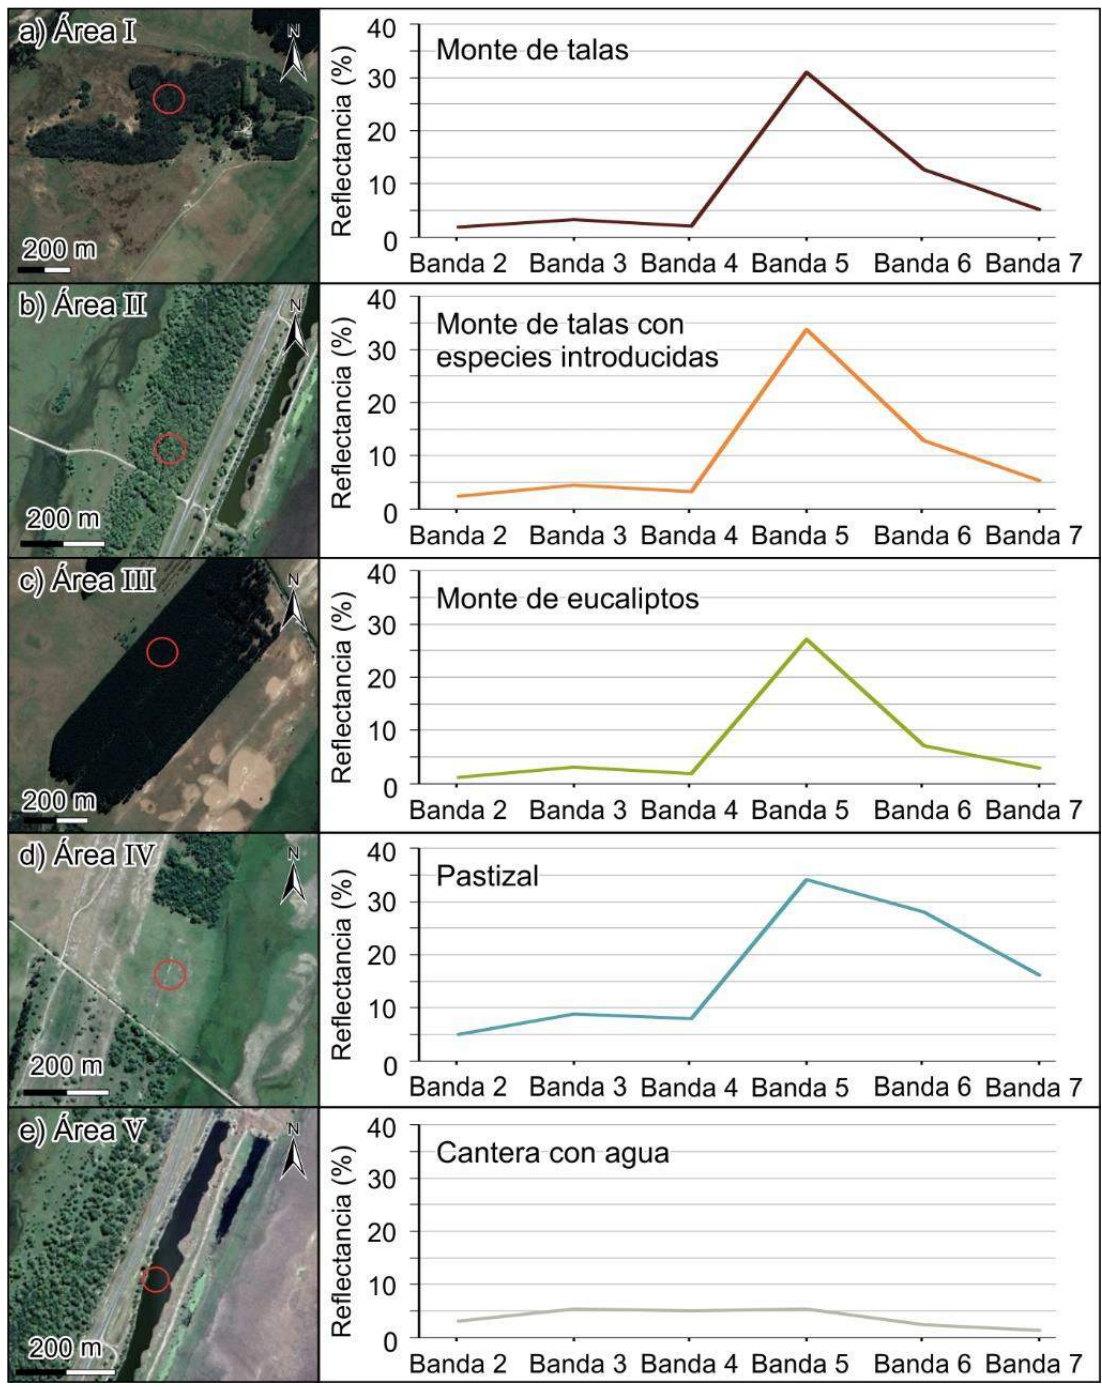 a) Área I
N
200 m
Reflectancia (%)
40
30
20
10
0
Monte de talas
Banda 2 Banda 3 Banda 4 Banda 5 Banda 6 Banda 7
b) Área II
N
200 m
Reflectancia (%)
40
30
20
10
0
Monte de talas con
especies introducidas
Banda 2 Banda 3 Banda 4 Banda 5 Banda 6 Banda 7
c) Área III
N
200 m
Reflectancia (%)
40
30
20
10
0
Monte de eucaliptos
Banda 2 Banda 3 Banda 4 Banda 5 Banda 6 Banda 7
d) Área IV
N
200 m
Reflectancia (%)
40
30
20
10
0
Pastizal
Banda 2 Banda 3 Banda 4 Banda 5 Banda 6 Banda 7
e) Área V
N
200 m
Reflectancia (%)
40
30
20
10
0
Cantera con agua
Banda 2 Banda 3 Banda 4 Banda 5 Banda 6 Banda 7